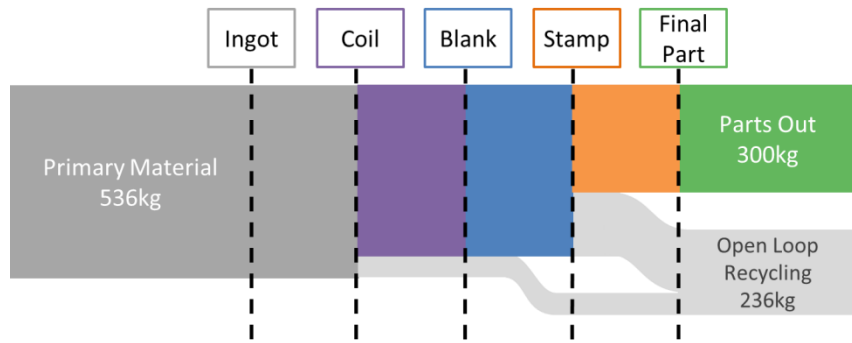 Ingot
Coil
Blank
Stamp
Final
Part
Primary Material
536kg
Parts Out
300kg
Open Loop
Recycling
236kg